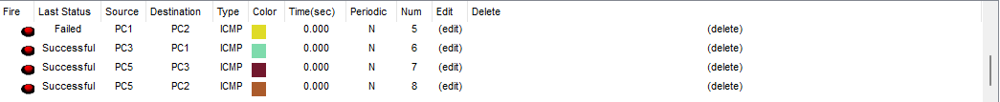 Fire Last Status Source Destination Type Color Time(sec) Periodic Num Edit Delete
Failed PC1 PC2 ICMP 0.000 N 5 (edit) (delete)
Successful PC3 PC1 ICMP 0.000 N 6 (edit) (delete)
Successful PC5 PC3 ICMP 0.000 N 7 (edit) (delete)
Successful PC5 PC2 ICMP 0.000 N 8 (edit) (delete)